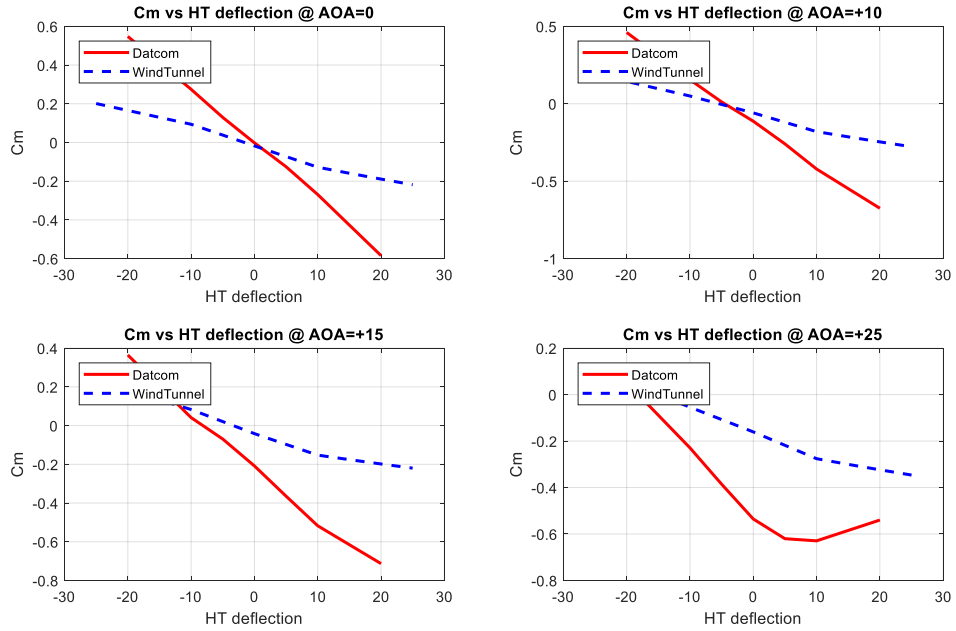 Cm vs HT deflection @ AOA=0
0.6
0.4
0.2
0
-0.2
-0.4
-0.6
Cm
Datcom
WindTunnel
-30 -20 -10 0 10 20 30
HT deflection
Cm vs HT deflection @ AOA=+10
0.5
0
-0.5
-1
Cm
Datcom
WindTunnel
-30 -20 -10 0 10 20 30
HT deflection
Cm vs HT deflection @ AOA=+15
0.4
0.2
0
-0.2
-0.4
-0.6
-0.8
Cm
Datcom
WindTunnel
-30 -20 -10 0 10 20 30
HT deflection
Cm vs HT deflection @ AOA=+25
0.2
0
-0.2
-0.4
-0.6
-0.8
Cm
Datcom
WindTunnel
-30 -20 -10 0 10 20 30
HT deflection